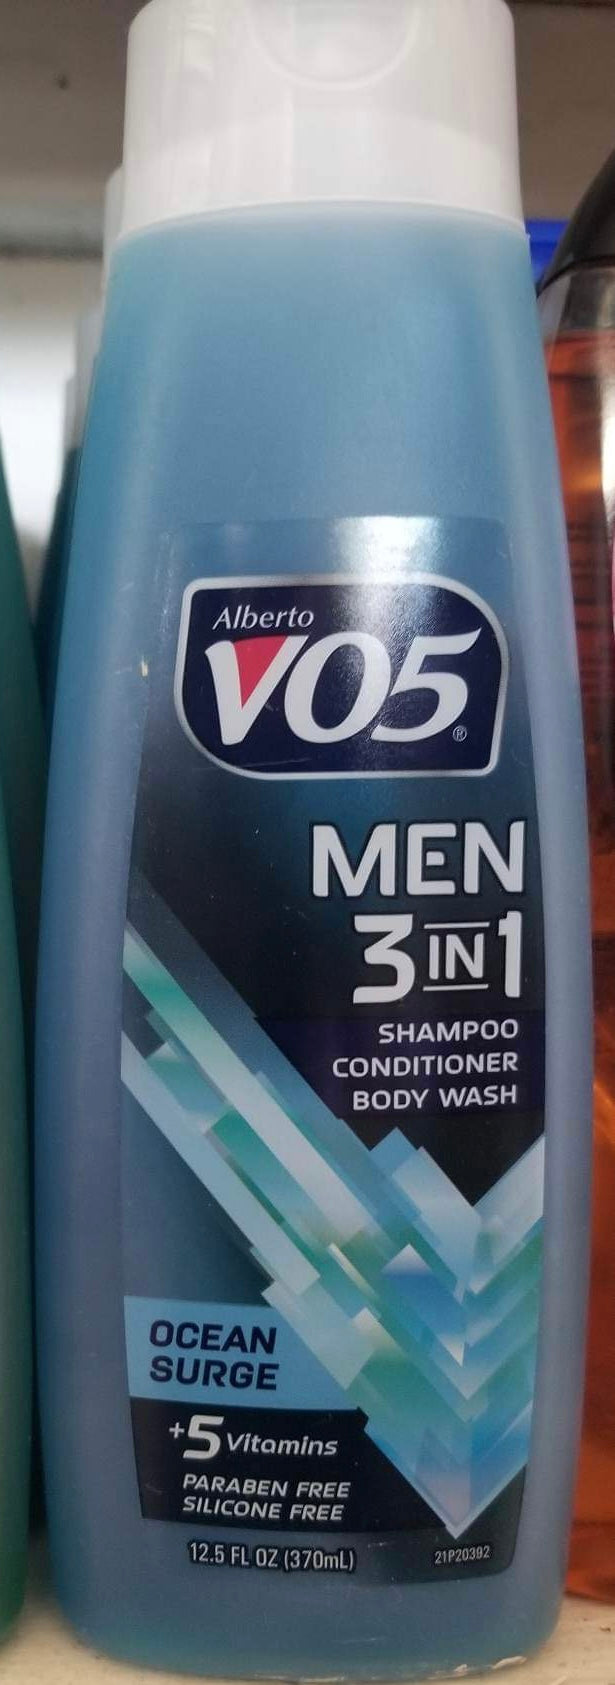 Alberto
VO5®
MEN
3 IN 1
SHAMPOO
CONDITIONER
BODY WASH
OCEAN
SURGE
+5 Vitamins
PARABEN FREE
SILICONE FREE
12.5 FL OZ (370mL)
21P20392